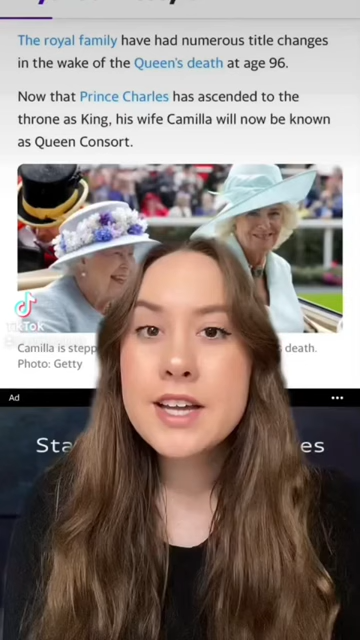 The royal family have had numerous title changes
in the wake of the Queen's death at age 96.
Now that Prince Charles has ascended to the
throne as King, his wife Camilla will now be known
as Queen Consort.
TikTok
Camilla is death.
Photo: Getty
Ad